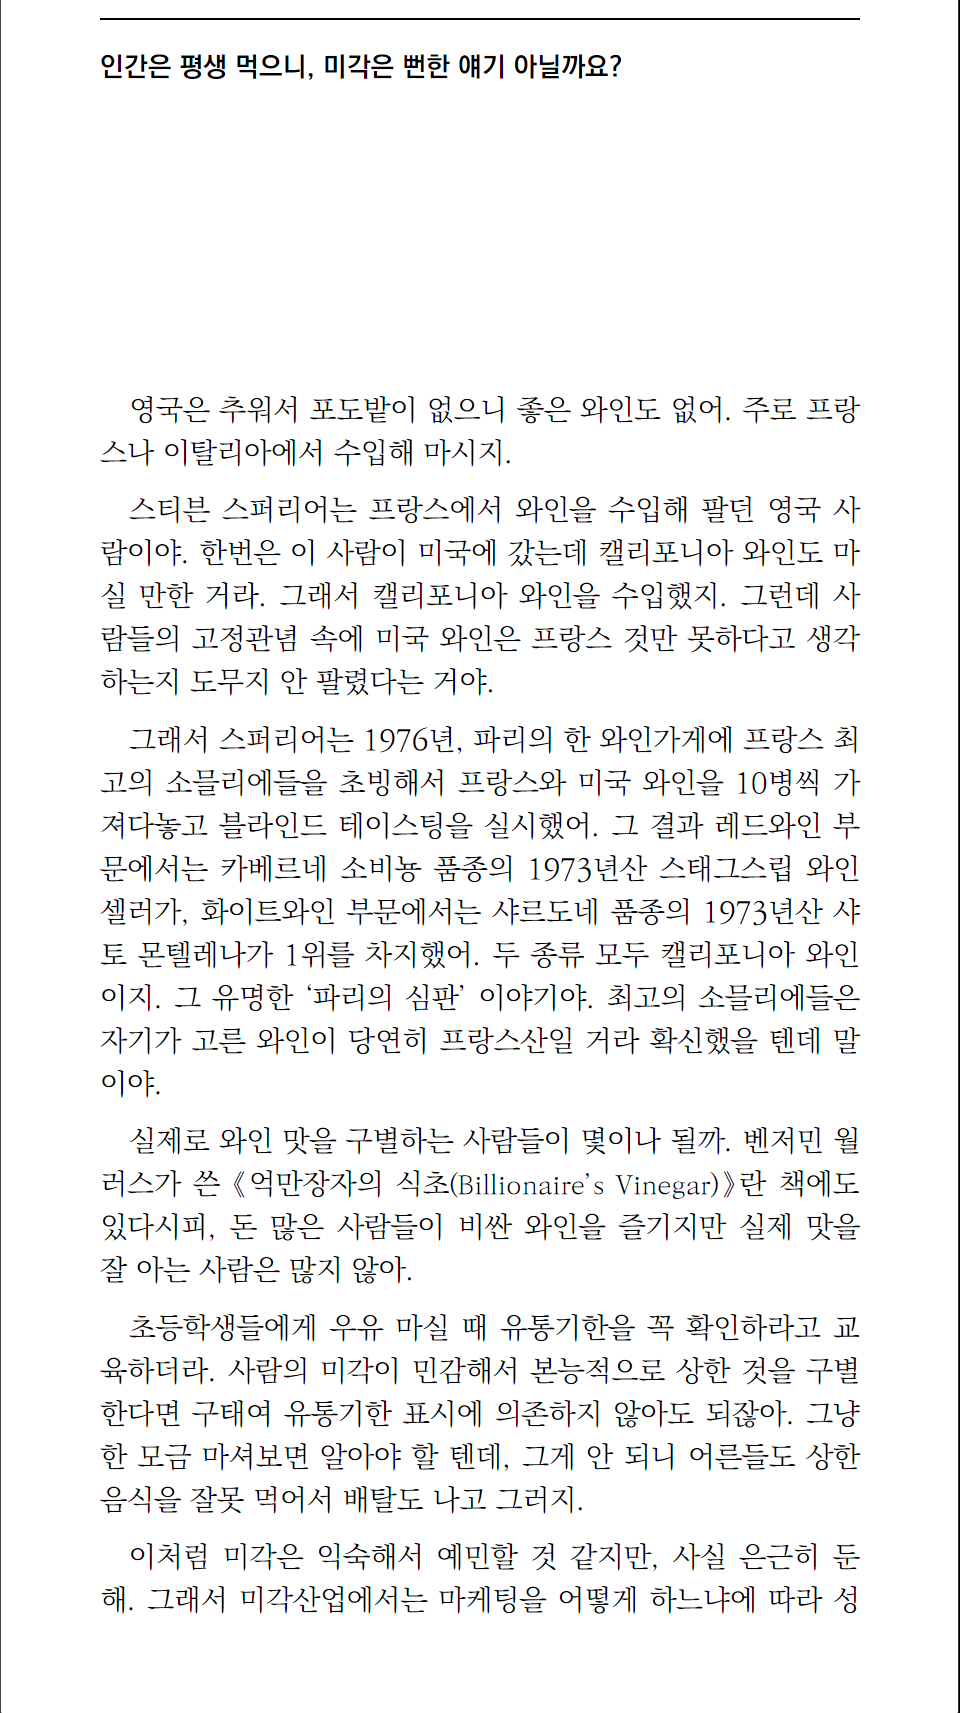 인간은 평생 먹으니, 미각은 뻔한 얘기 아닐까요?
영국은 추워서 포도밭이 없으니 좋은 와인도 없어. 주로 프랑
스나 이탈리아에서 수입해 마시지.
스티븐 스퍼리어는 프랑스에서 와인을 수입해 팔던 영국 사
람이야. 한번은 이 사람이 미국에 갔는데 캘리포니아 와인도 마
실 만한 거라. 그래서 캘리포니아 와인을 수입했지. 그런데 사
람들의 고정관념 속에 미국 와인은 프랑스 것만 못하다고 생각
하는지 도무지 안 팔렸다는 거야.
그래서 스퍼리어는 1976년, 파리의 한 와인가게에 프랑스 최
고의 소믈리에들을 초빙해서 프랑스와 미국 와인을 10병씩 가
져다놓고 블라인드 테이스팅을 실시했어. 그 결과 레드와인 부
문에서는 카베르네 소비뇽 품종의 1973년산 스태그스립 와인
셀러가, 화이트와인 부문에서는 샤르도네 품종의 1973년산 샤
토 몬텔레나가 1위를 차지했어. 두 종류 모두 캘리포니아 와인
이지. 그 유명한 ‘파리의 심판’ 이야기야. 최고의 소믈리에들은
자기가 고른 와인이 당연히 프랑스산일 거라 확신했을 텐데 말
이야.
실제로 와인 맛을 구별하는 사람들이 몇이나 될까. 벤저민 월
러스가 쓴 《억만장자의 식초(Billionaire’s Vinegar)》란 책에도
있다시피, 돈 많은 사람들이 비싼 와인을 즐기지만 실제 맛을
잘 아는 사람은 많지 않아.
초등학생들에게 우유 마실 때 유통기한을 꼭 확인하라고 교
육하더라. 사람의 미각이 민감해서 본능적으로 상한 것을 구별
한다면 구태여 유통기한 표시에 의존하지 않아도 되잖아. 그냥
한 모금 마셔보면 알아야 할 텐데, 그게 안 되니 어른들도 상한
음식을 잘못 먹어서 배탈도 나고 그러지.
이처럼 미각은 익숙해서 예민할 것 같지만, 사실 은근히 둔
해. 그래서 미각산업에서는 마케팅을 어떻게 하느냐에 따라 성